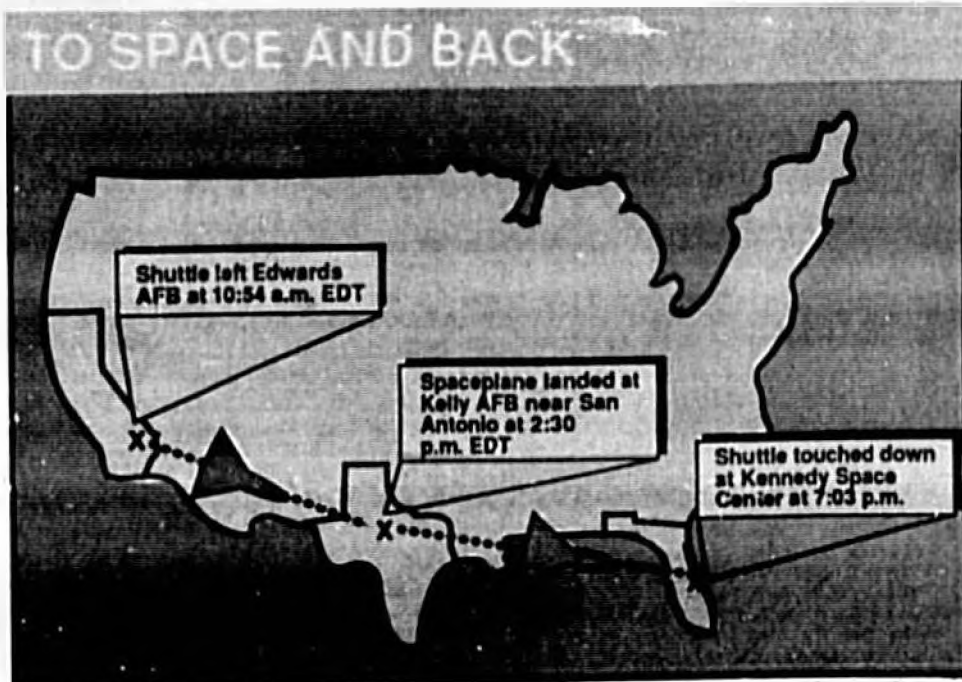 TO SPACE AND BACK
Shuttle left Edwards
AFB at 10:54 a.m. EDT
Spaceplane landed at
Kelly AFB near San
Antonio at 2:30
p.m. EDT
Shuttle touched down
at Kennedy Space
Center at 7:03 p.m.
X
X
X